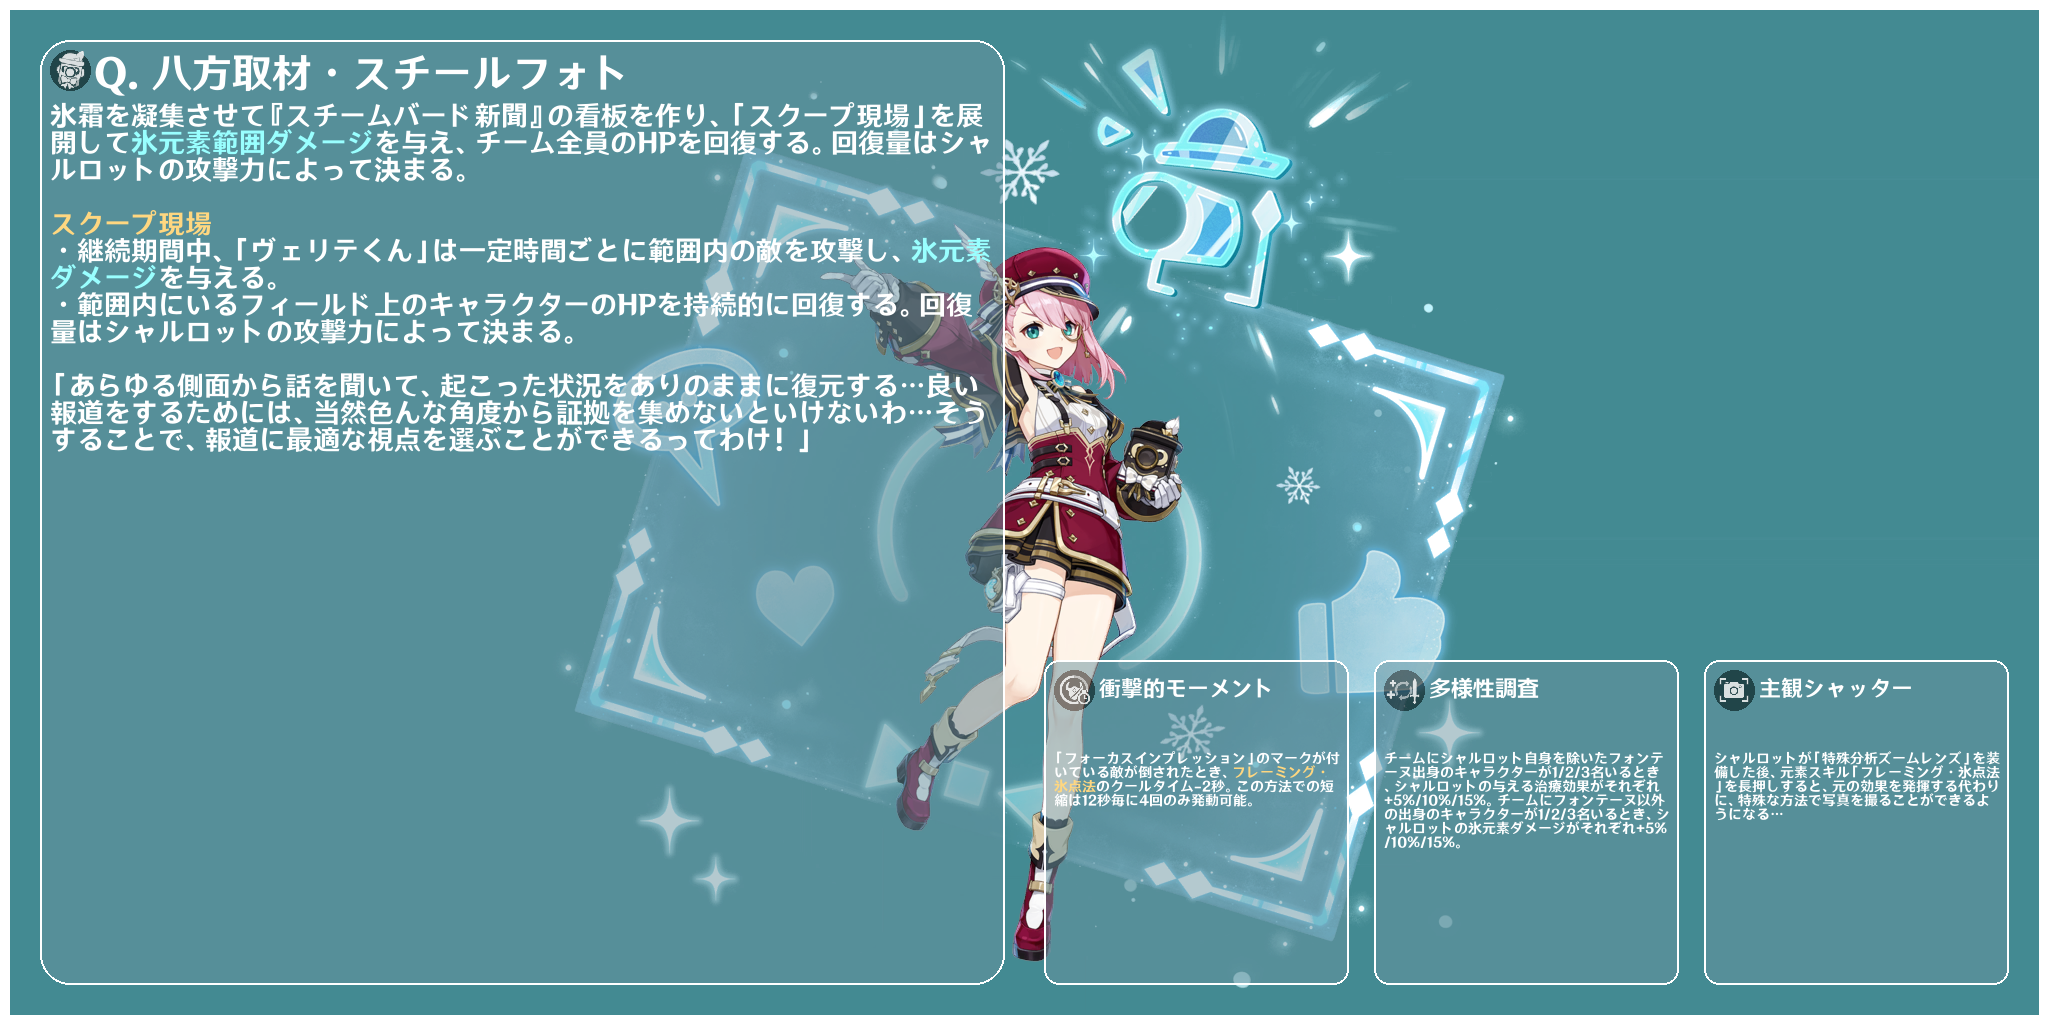 Q. 八方取材・スチールフォト
氷霜を凝集させて『スチームバード新聞』の看板を作り、「スクープ現場」を展
開して氷元素範囲ダメージを与え、チーム全員のHPを回復する。回復量はシャ
ルロットの攻撃力によって決まる。
スクープ現場
・継続期間中、「ヴェリテくん」は一定時間ごとに範囲内の敵を攻撃し、氷元素
ダメージを与える。
・範囲内にいるフィールド上のキャラクターのHPを持続的に回復する。回復
量はシャルロットの攻撃力によって決まる。
「あらゆる側面から話を聞いて、起こった状況をありのままに復元する…良い
報道をするためには、当然色んな角度から証拠を集めないといけないわ…そう
することで、報道に最適な視点を選ぶことができるってわけ！」
衝撃的モーメント
「フォーカスインプレッション」のマークが付
いている敵が倒されたとき、フレーミング・
氷点法のクールタイム-2秒。この方法での短
縮は12秒毎に4回のみ発動可能。
多様性調査
チームにシャルロット自身を除いたフォンテ
ーヌ出身のキャラクターが1/2/3名いるとき
、シャルロットの与える治療効果がそれぞれ
+5%/10%/15%。チームにフォンテーヌ以外
の出身のキャラクターが1/2/3名いるとき、シ
ャルロットの氷元素ダメージがそれぞれ+5%
/10%/15%。
主観シャッター
シャルロットが「特殊分析ズームレンズ」を装
備した後、元素スキル「フレーミング・氷点法
」を長押しすると、元の効果を発揮する代わり
に、特殊な方法で写真を撮ることができるよ
うになる…